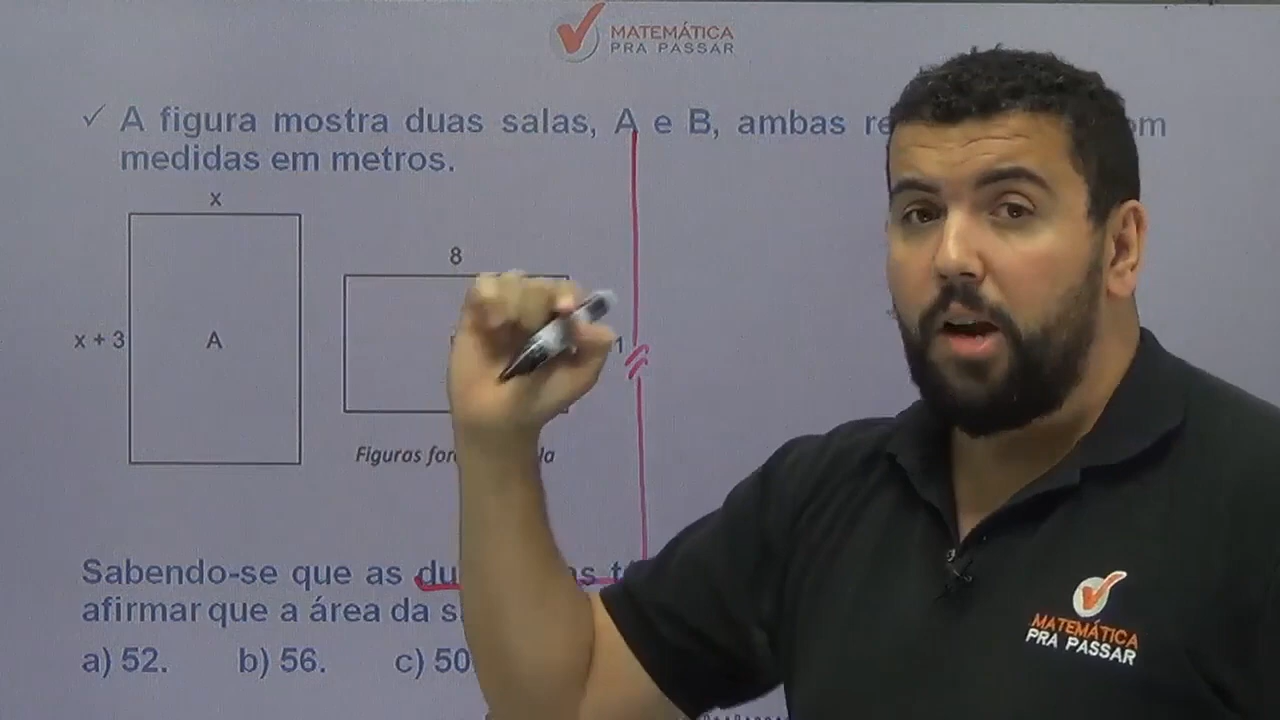 MATEMÁTICA
PRA PASSAR
✓ A figura mostra duas salas, A e B, ambas
medidas em metros.
x
8
x + 3
A
1
Figuras
Sabendo-se que as
afirmar que a área da
a) 52. b) 56. c) 50
MATEMÁTICA
PRA PASSAR